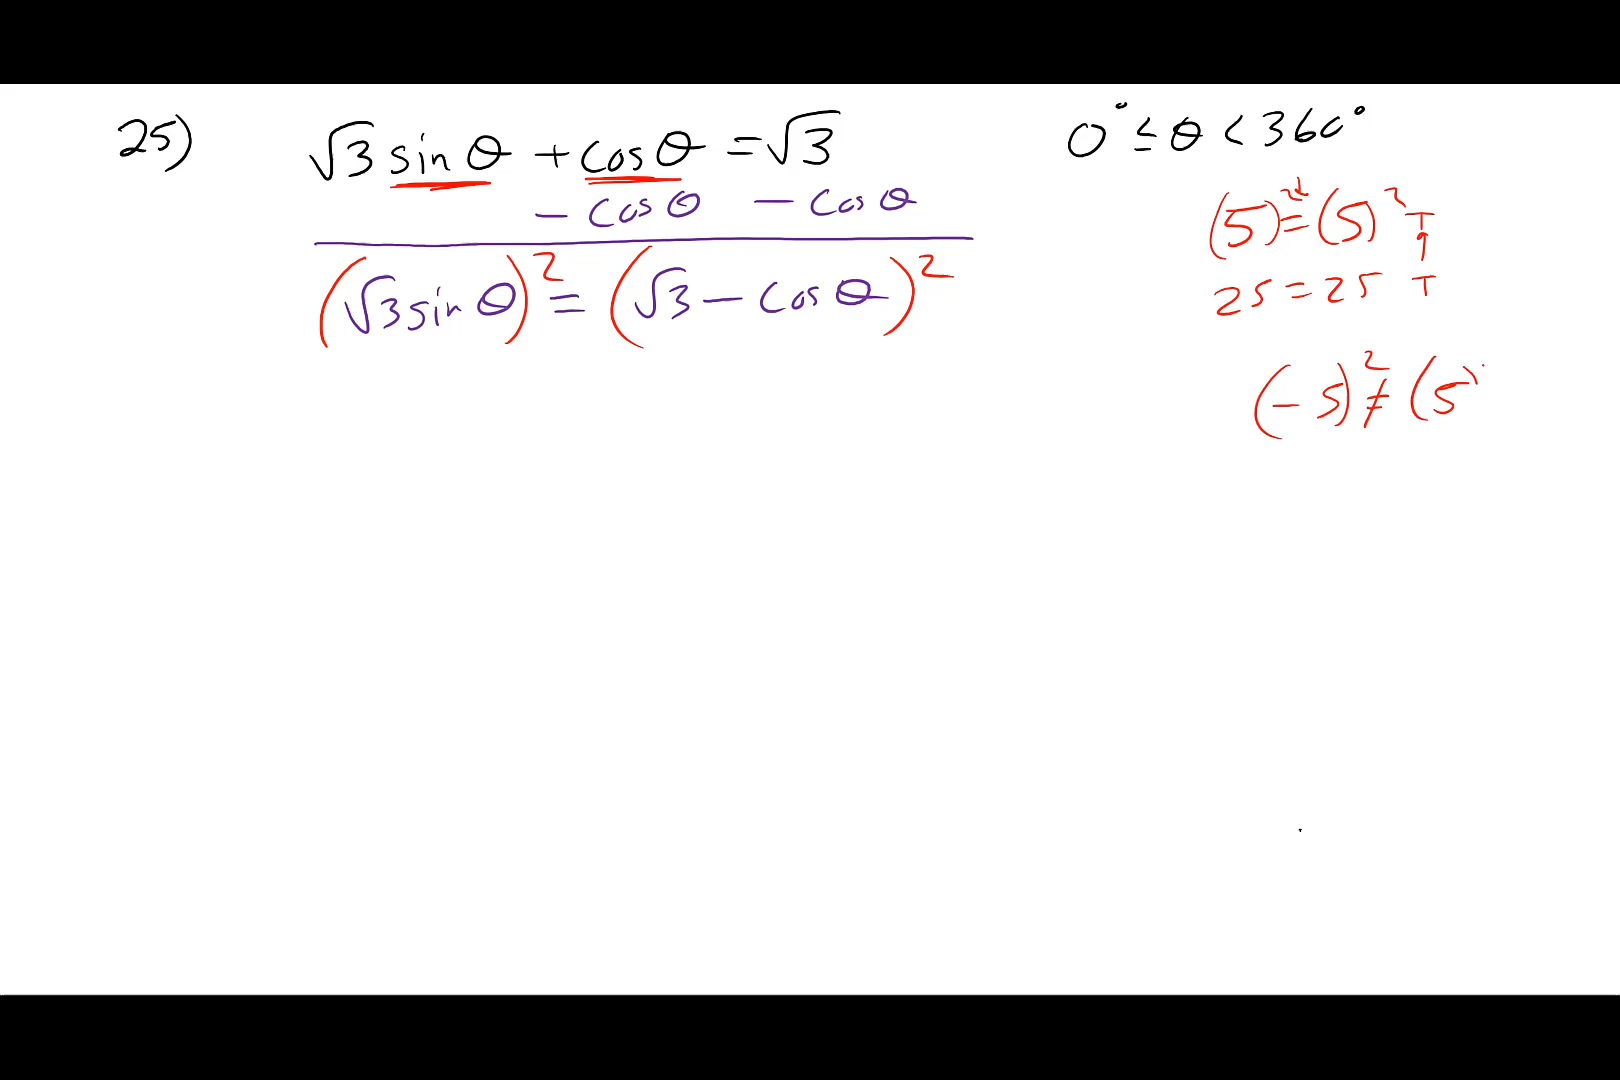 25) √3 sin θ + cos θ = √3 0° ≤ θ < 360°
- cos θ - cos θ
(5)² = (5)² T
(√3 sin θ)² = (√3 - cos θ)²
25 = 25 T
(-5)² ≠ (5)